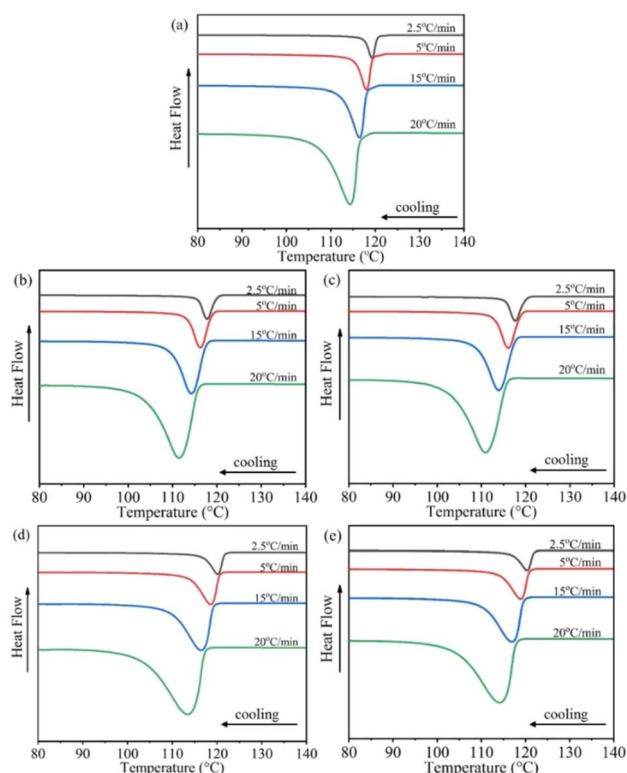 (a)
2.5°C/min
5°C/min
15°C/min
20°C/min
Heat Flow
cooling
80 90 100 110 120 130 140
Temperature (°C)
(b)
2.5°C/min
5°C/min
15°C/min
20°C/min
Heat Flow
cooling
80 90 100 110 120 130 140
Temperature (°C)
(c)
2.5°C/min
5°C/min
15°C/min
20°C/min
Heat Flow
cooling
80 90 100 110 120 130 140
Temperature (°C)
(d)
2.5°C/min
5°C/min
15°C/min
20°C/min
Heat Flow
cooling
80 90 100 110 120 130 140
Temperature (°C)
(e)
2.5°C/min
5°C/min
15°C/min
20°C/min
Heat Flow
cooling
80 90 100 110 120 130 140
Temperature (°C)